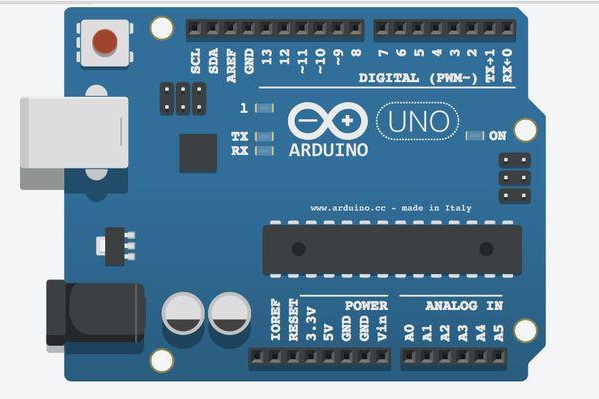 SCL SDA AREF GND 13 12 ~11 ~10 ~9 8 7 6 5 4 3 2 TX→1 RX→0
DIGITAL (PWM~)
1
TX
RX
ARDUINO
UNO
ON
www.arduino.cc - made in Italy
POWER
ANALOG IN
IOREF RESET 3.3V 5V GND GND Vin A0 A1 A2 A3 A4 A5